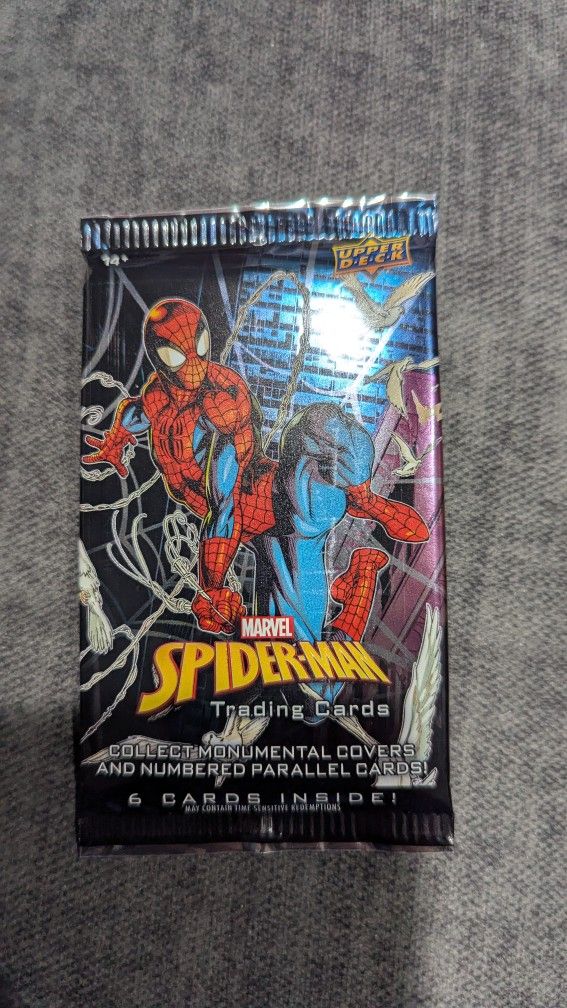 14+
UPPER
D·E·C·K
MARVEL
SPIDER-MAN
Trading Cards
COLLECT MONUMENTAL COVERS
AND NUMBERED PARALLEL CARDS!
6 CARDS INSIDE!
MAY CONTAIN TIME SENSITIVE REDEMPTIONS